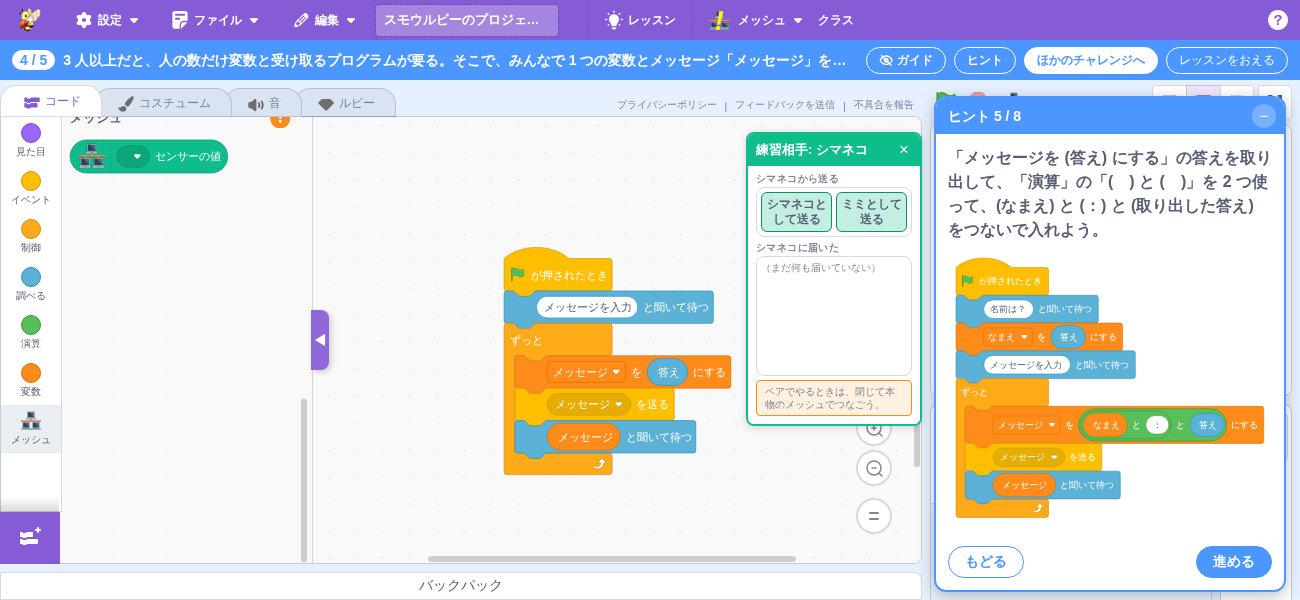 設定
ファイル
編集
スモウルビーのプロジェ…
レッスン
メッシュ
クラス
?
4 / 5
3 人以上だと、人の数だけ変数と受け取るプログラムが要る。そこで、みんなで 1 つの変数とメッセージ「メッセージ」を…
ガイド
ヒント
ほかのチャレンジへ
レッスンをおえる
コード
コスチューム
音
ルビー
プライバシーポリシー | フィードバックを送信 | 不具合を報告
見た目
イベント
制御
調べる
演算
変数
メッシュ
メッシュ
センサーの値
が押されたとき
メッセージを入力 と聞いて待つ
ずっと
メッセージ を 答え にする
メッセージ を送る
メッセージ と聞いて待つ
練習相手: シマネコ ×
シマネコから送る
シマネコと
して送る
ミミとして
送る
シマネコに届いた
（まだ何も届いていない）
ペアでやるときは、閉じて本
物のメッシュでつなごう。
ヒント 5 / 8
「メッセージを (答え) にする」の答えを取り
出して、「演算」の「(　) と (　)」を 2 つ使
って、(なまえ) と ( : ) と (取り出した答え)
をつないで入れよう。
が押されたとき
名前は？ と聞いて待つ
なまえ を 答え にする
メッセージを入力 と聞いて待つ
ずっと
メッセージ を なまえ と : と 答え にする
メッセージ を送る
メッセージ と聞いて待つ
もどる
進める
バックパック